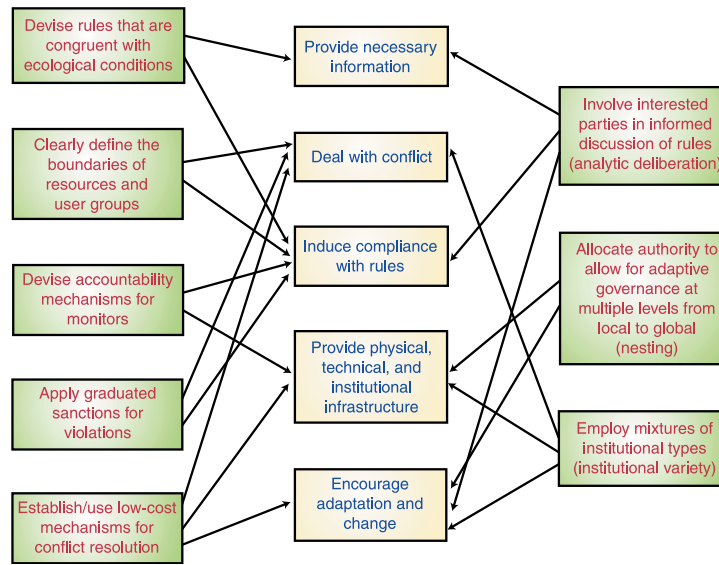 Devise rules that are
congruent with
ecological conditions
Clearly define the
boundaries of
resources and
user groups
Devise accountability
mechanisms for
monitors
Apply graduated
sanctions for
violations
Establish/use low-cost
mechanisms for
conflict resolution
Provide necessary
information
Deal with conflict
Induce compliance
with rules
Provide physical,
technical, and
institutional
infrastructure
Encourage
adaptation and
change
Involve interested
parties in informed
discussion of rules
(analytic deliberation)
Allocate authority to
allow for adaptive
governance at
multiple levels from
local to global
(nesting)
Employ mixtures of
institutional types
(institutional variety)